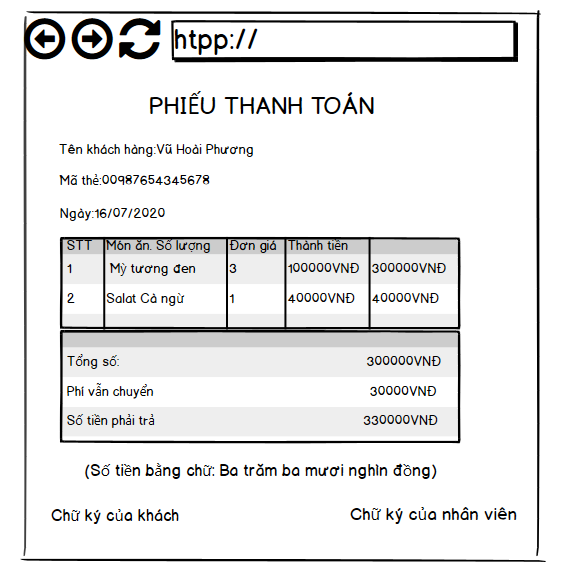 htpp://
PHIẾU THANH TOÁN
Tên khách hàng:Vũ Hoài Phương
Mã thẻ:00987654345678
Ngày:16/07/2020
STT Món ăn. Số lượng Đơn giá Thành tiền
1 Mỳ tương đen 3 100000VNĐ 300000VNĐ
2 Salat Cá ngừ 1 40000VNĐ 40000VNĐ
Tổng số: 300000VNĐ
Phí vẫn chuyển 30000VNĐ
Số tiền phải trả 330000VNĐ
(Số tiền bằng chữ: Ba trăm ba mươi nghìn đồng)
Chữ ký của khách Chữ ký của nhân viên